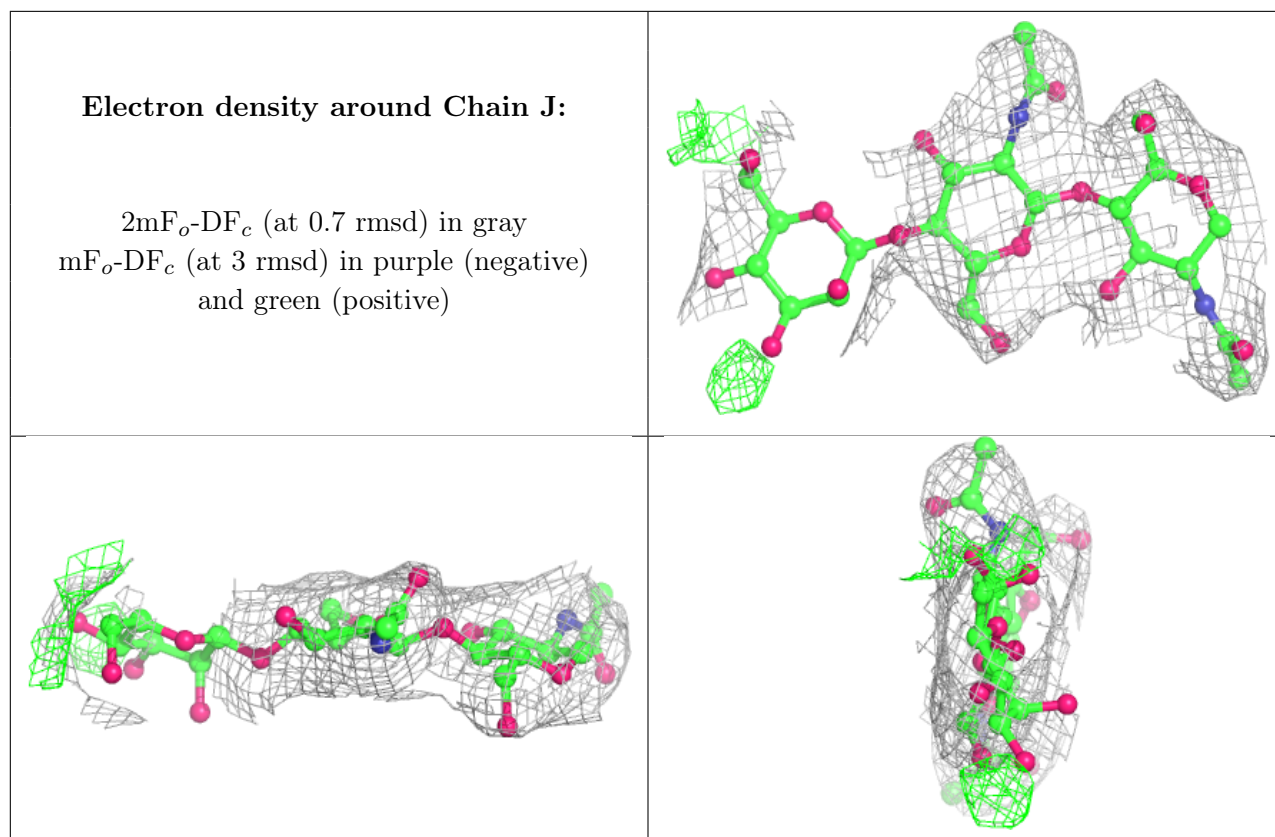 Electron density around Chain J:
2mFo-DFc (at 0.7 rmsd) in gray
mFo-DFc (at 3 rmsd) in purple (negative)
and green (positive)